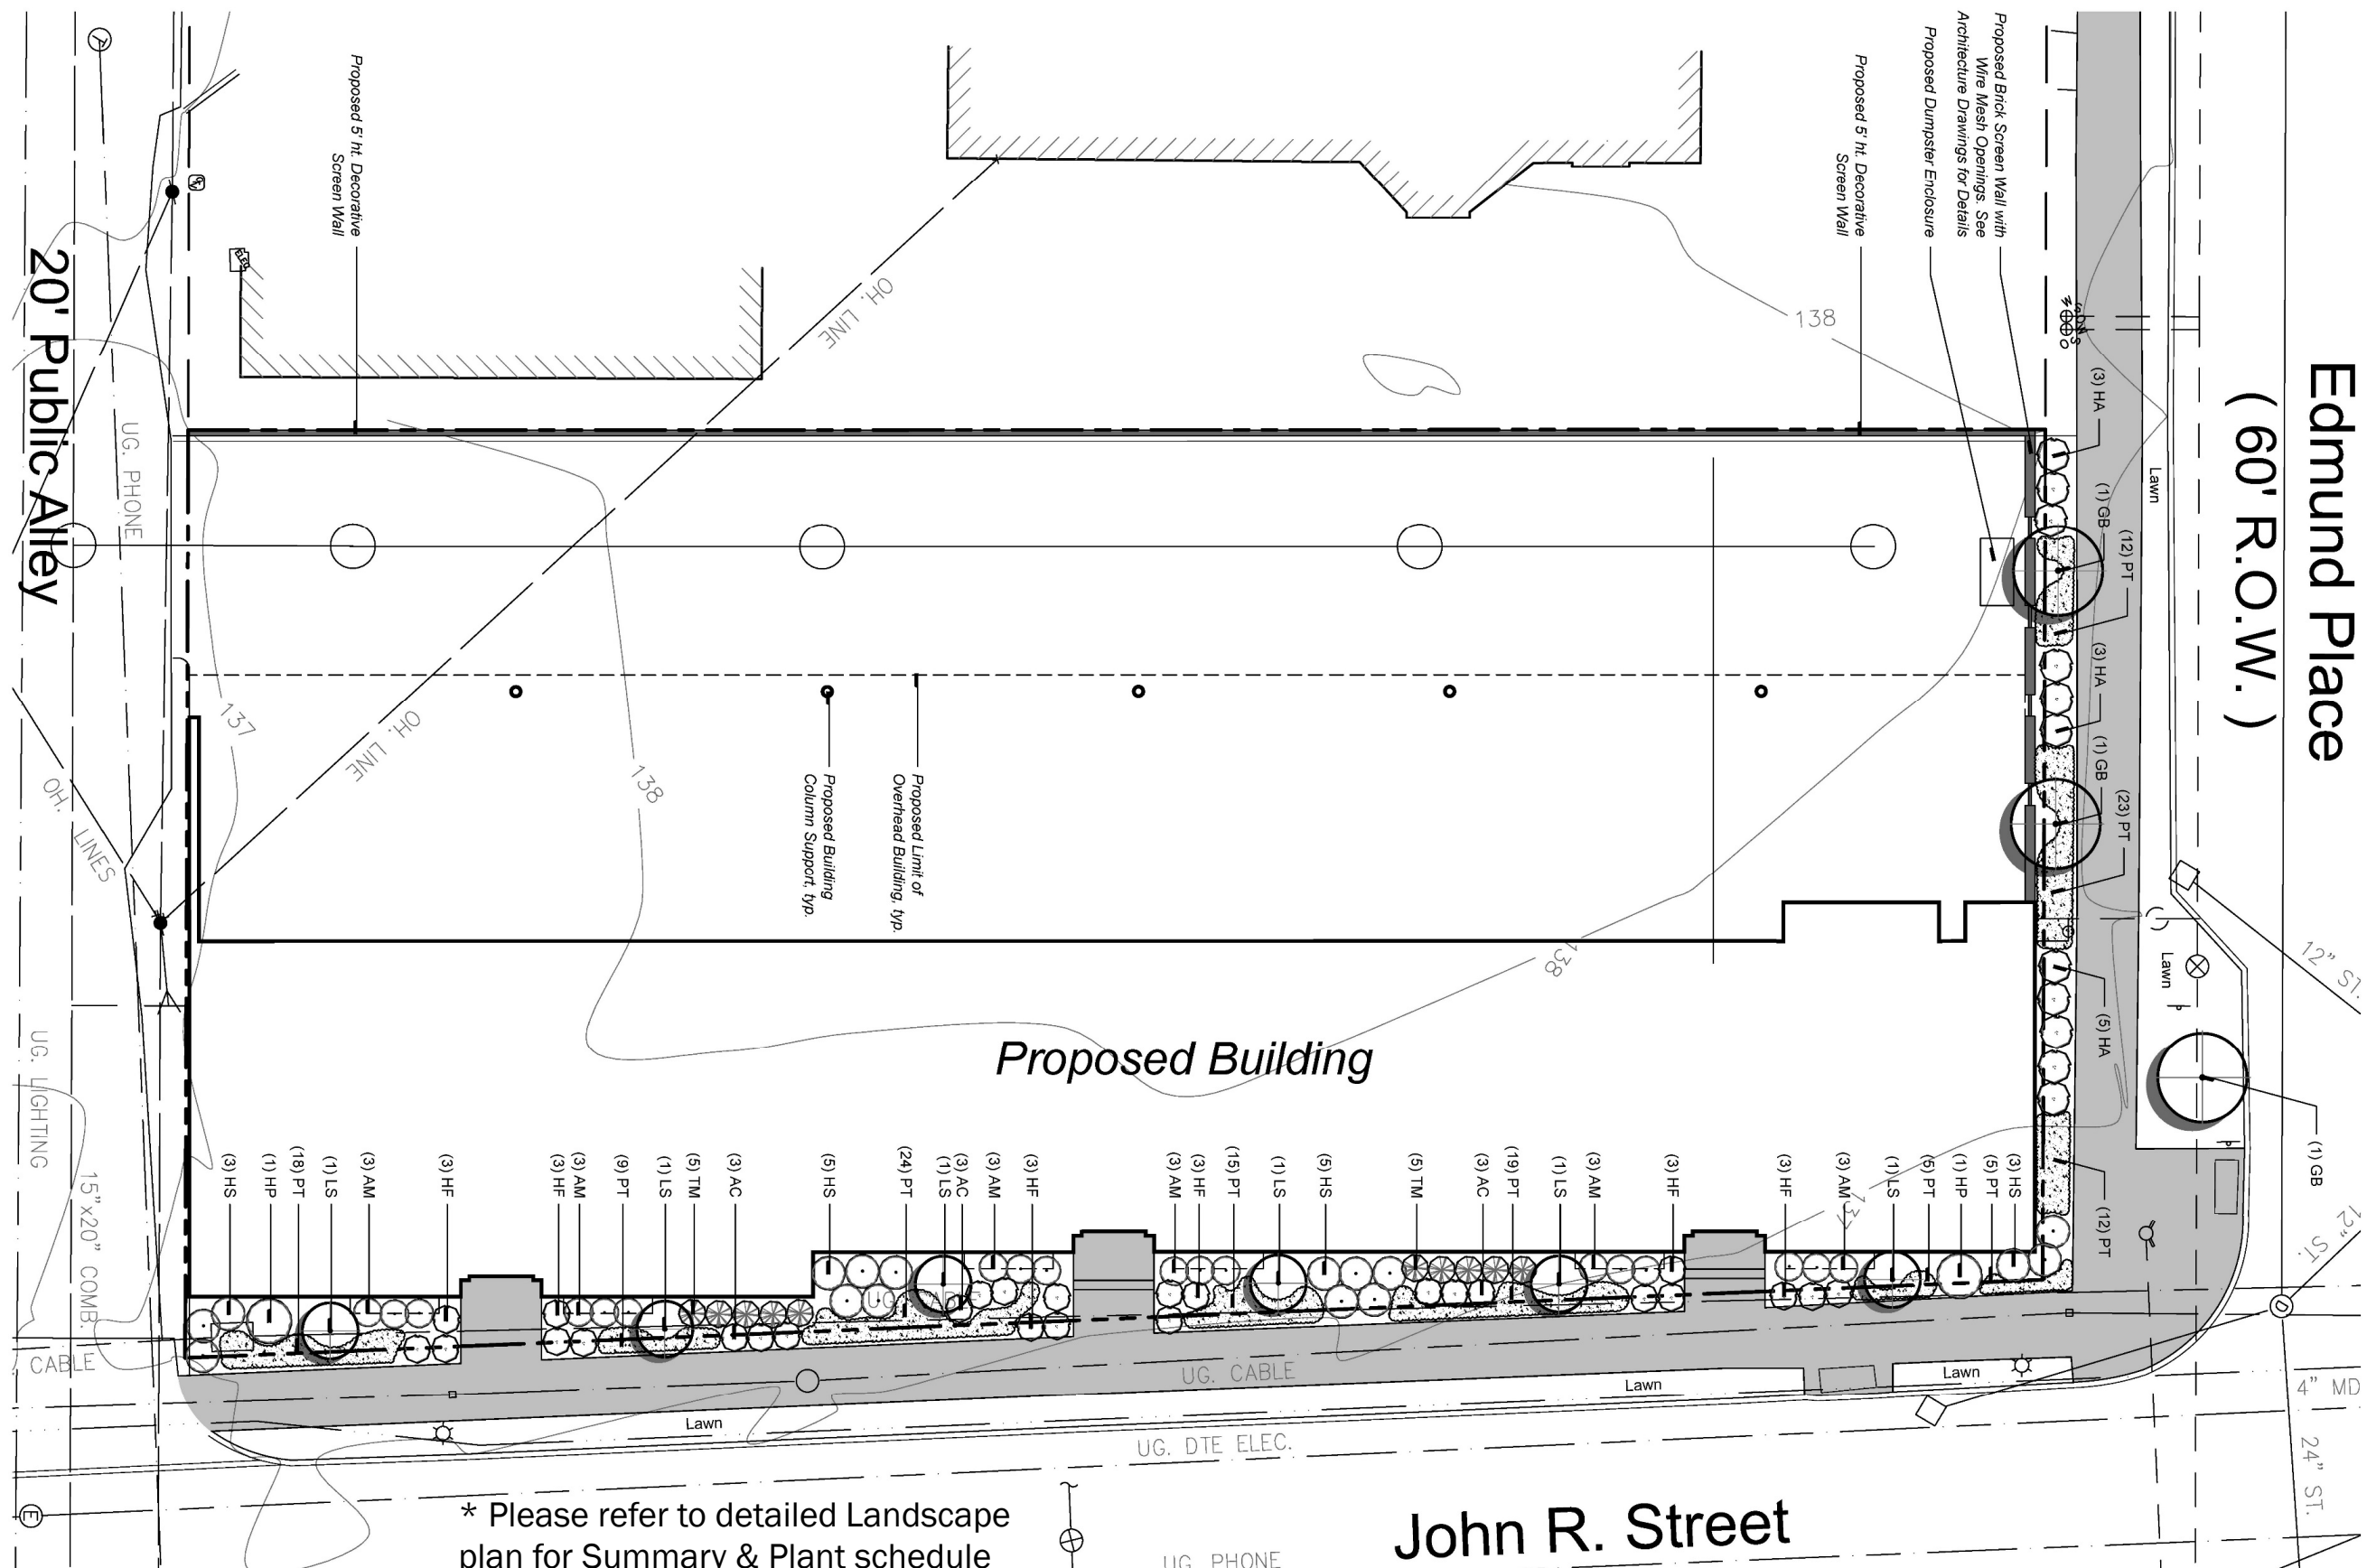 Proposed 5' ht. Decorative
Screen Wall
Proposed 5' ht. Decorative
Screen Wall
Proposed Dumpster Enclosure
Proposed Brick Screen Wall with
Wire Mesh Openings. See
Architecture Drawings for Details
20' Public Alley
Edmund Place
( 60' R.O.W. )
OH. LINE
138
UG. PHONE
(3) HA
Lawn
(1) GB
(12) PT
(3) HA
(1) GB
(23) PT
137
OH. LINE
138
OH. LINES
Proposed Building
Column Support, typ.
Proposed Limit of
Overhead Building, typ.
138
Lawn
12" ST.
(5) HA
UG. LIGHTING
15"x20" COMB.
Proposed Building
(1) GB
(12) PT
12" ST.
(3) HS
(1) HP
(18) PT
(1) LS
(3) AM
(3) HF
(3) HF
(3) AM
(9) PT
(1) LS
(5) TM
(3) AC
(5) HS
(24) PT
(1) LS
(3) AC
(3) AM
(3) HF
(3) AM
(3) HF
(15) PT
(1) LS
(5) HS
(5) TM
(3) AC
(19) PT
(1) LS
(3) AM
(3) HF
(3) HF
(3) AM
(1) LS
(5) PT
(1) HP
(5) PT
(3) HS
CABLE
UG. CABLE
Lawn
Lawn
Lawn
4" MD
24" ST.
UG. DTE ELEC.
E
D
* Please refer to detailed Landscape
plan for Summary & Plant schedule
John R. Street
UG. PHONE